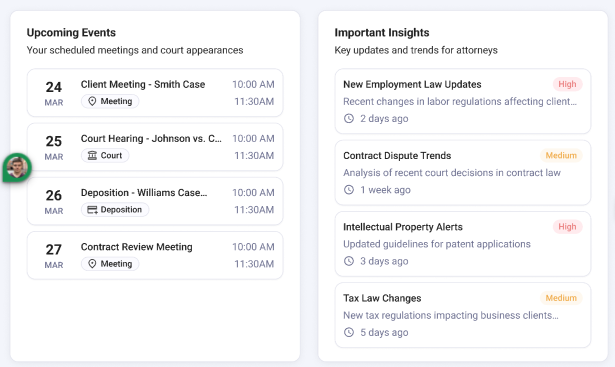 Upcoming Events
Your scheduled meetings and court appearances
24
MAR
Client Meeting - Smith Case
Meeting
10:00 AM
11:30AM
25
MAR
Court Hearing - Johnson vs. C...
Court
10:00 AM
11:30AM
26
MAR
Deposition - Williams Case...
Deposition
10:00 AM
11:30AM
27
MAR
Contract Review Meeting
Meeting
10:00 AM
11:30AM
Important Insights
Key updates and trends for attorneys
New Employment Law Updates
High
Recent changes in labor regulations affecting client...
2 days ago
Contract Dispute Trends
Medium
Analysis of recent court decisions in contract law
1 week ago
Intellectual Property Alerts
High
Updated guidelines for patent applications
3 days ago
Tax Law Changes
Medium
New tax regulations impacting business clients...
5 days ago